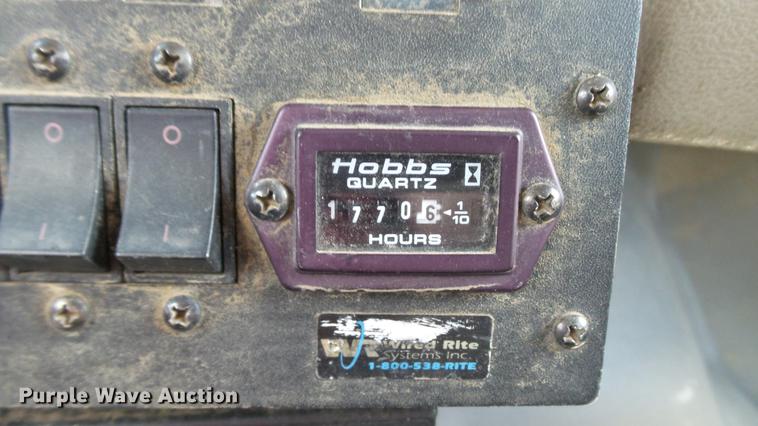 O O
I I
Hobbs
QUARTZ
1 7 7 0 6 ◄ 1/10
HOURS
WR Wired Rite
Systems Inc.
1-800-538-RITE
Purple Wave Auction